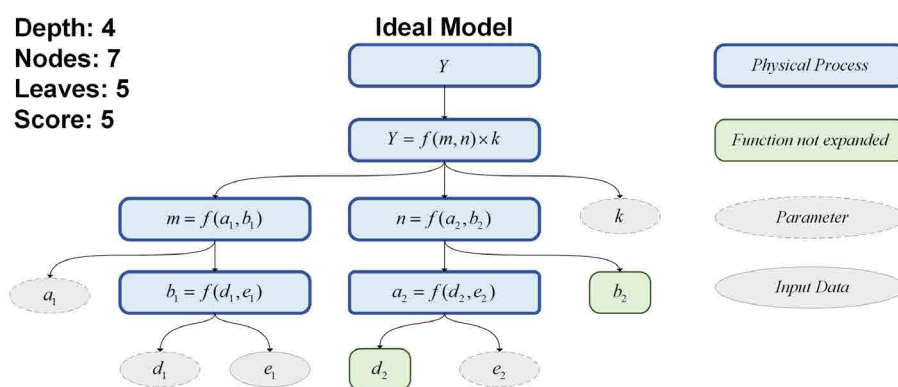 Depth: 4
Nodes: 7
Leaves: 5
Score: 5
Ideal Model
Y
Y = f(m,n)×k
m = f(a₁,b₁)
n = f(a₂,b₂)
k
a₁
b₁ = f(d₁,e₁)
a₂ = f(d₂,e₂)
b₂
d₁
e₁
d₂
e₂
Physical Process
Function not expanded
Parameter
Input Data